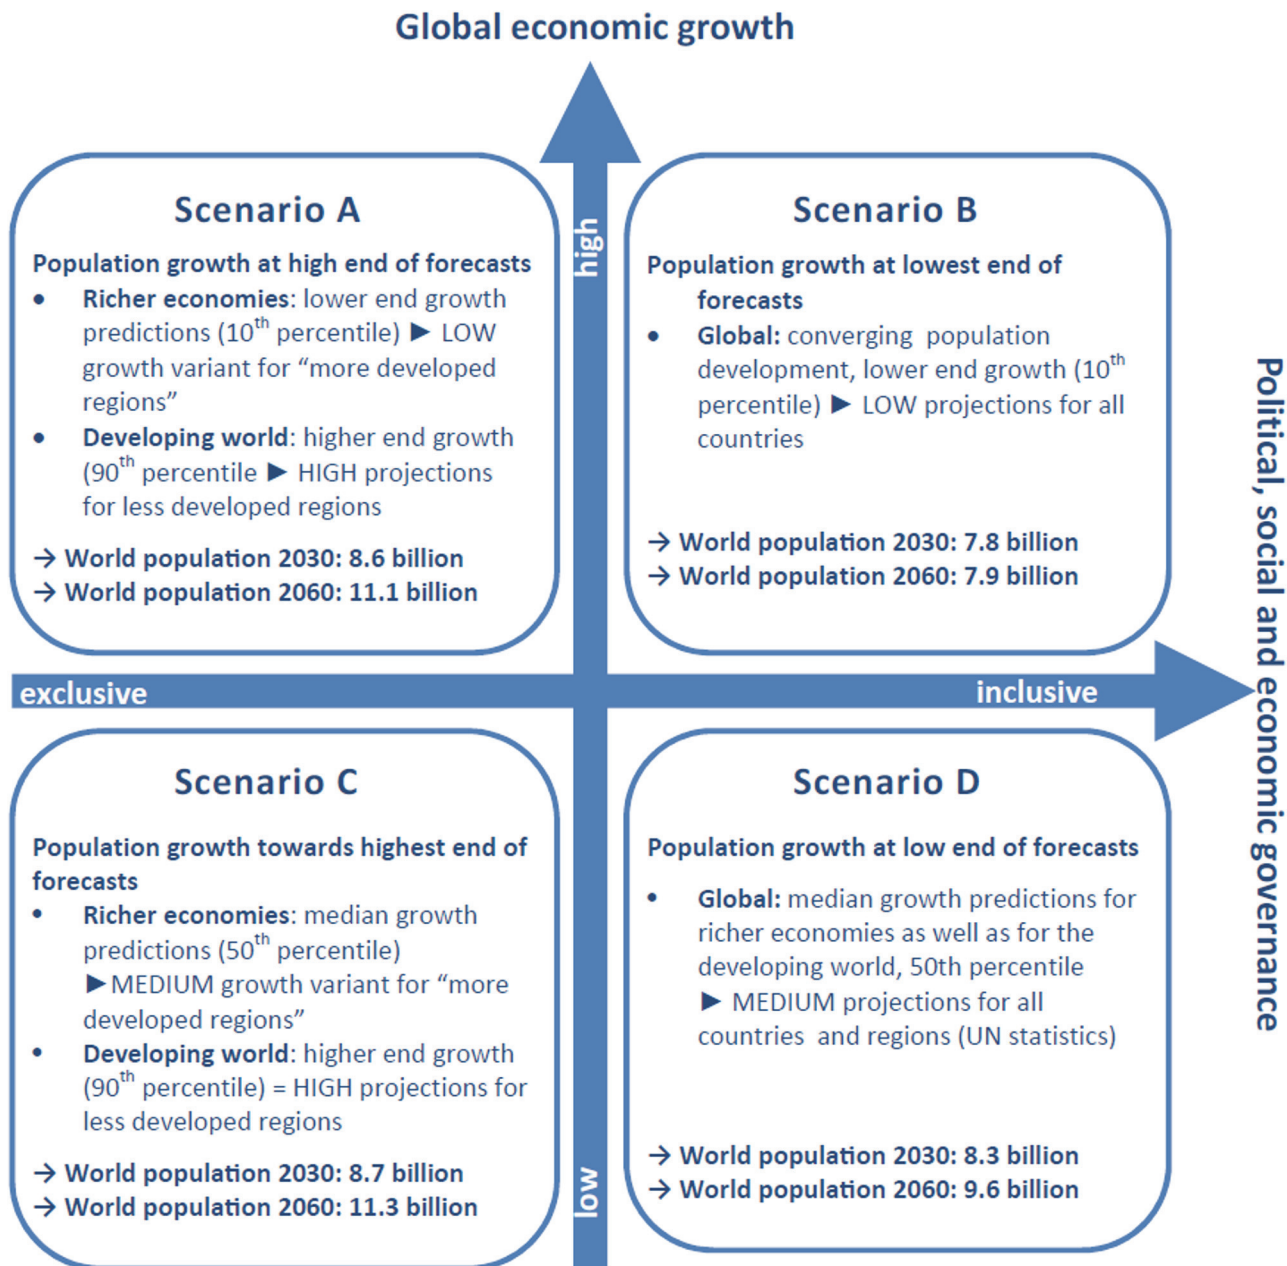 Global economic growth
high
Scenario A
Population growth at high end of forecasts
• Richer economies: lower end growth
predictions (10th percentile) ► LOW
growth variant for “more developed
regions”
• Developing world: higher end growth
(90th percentile ► HIGH projections
for less developed regions
→ World population 2030: 8.6 billion
→ World population 2060: 11.1 billion
Scenario B
Population growth at lowest end of
forecasts
• Global: converging population
development, lower end growth (10th
percentile) ► LOW projections for all
countries
→ World population 2030: 7.8 billion
→ World population 2060: 7.9 billion
exclusive
inclusive
Political, social and economic governance
Scenario C
Population growth towards highest end of
forecasts
• Richer economies: median growth
predictions (50th percentile)
►MEDIUM growth variant for “more
developed regions”
• Developing world: higher end growth
(90th percentile) = HIGH projections for
less developed regions
→ World population 2030: 8.7 billion
→ World population 2060: 11.3 billion
Scenario D
Population growth at low end of forecasts
• Global: median growth predictions for
richer economies as well as for the
developing world, 50th percentile
► MEDIUM projections for all
countries and regions (UN statistics)
→ World population 2030: 8.3 billion
→ World population 2060: 9.6 billion
low